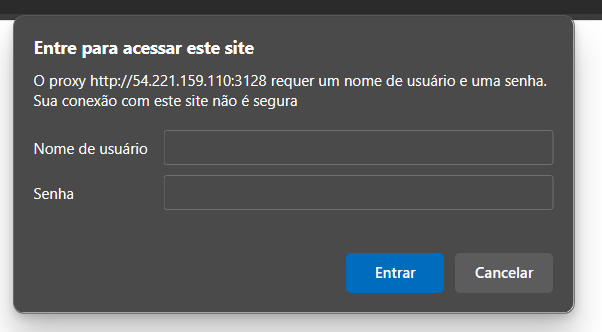 Entre para acessar este site
O proxy http://54.221.159.110:3128 requer um nome de usuário e uma senha.
Sua conexão com este site não é segura
Nome de usuário
Senha
Entrar
Cancelar